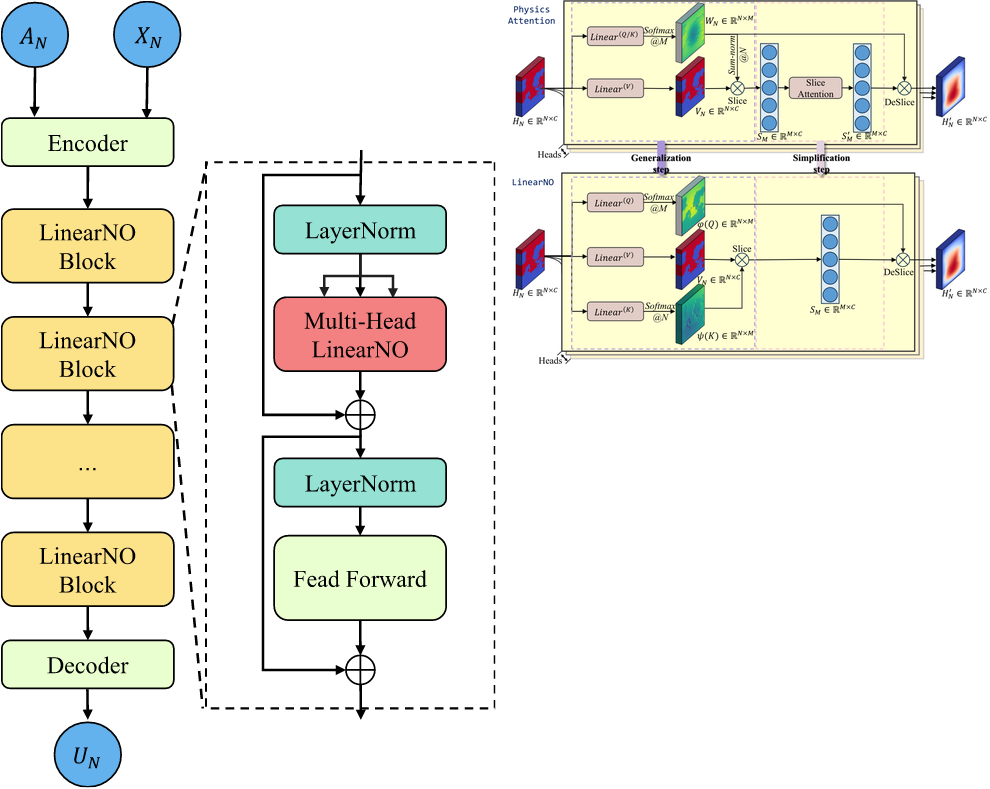 A_N
X_N
Encoder
LinearNO
Block
LinearNO
Block
...
LinearNO
Block
Decoder
U_N
LayerNorm
Multi-Head
LinearNO
LayerNorm
Fead Forward
Physics
Attention
Linear^(Q/K)
Softmax
@M
W_N ∈ ℝ^{N×M}
Sum-norm
@N
Linear^(V)
H_N ∈ ℝ^{N×C}
V_N ∈ ℝ^{N×C}
Slice
S_M ∈ ℝ^{M×C}
Slice
Attention
S′_M ∈ ℝ^{M×C}
DeSlice
H′_N ∈ ℝ^{N×C}
Heads
Generalization
step
Simplification
step
LinearNO
Linear^(Q)
Softmax
@M
φ(Q) ∈ ℝ^{N×M}
Linear^(V)
H_N ∈ ℝ^{N×C}
V_N ∈ ℝ^{N×C}
Slice
Linear^(K)
Softmax
@N
ψ(K) ∈ ℝ^{N×M}
S_M ∈ ℝ^{M×C}
DeSlice
H′_N ∈ ℝ^{N×C}
Heads